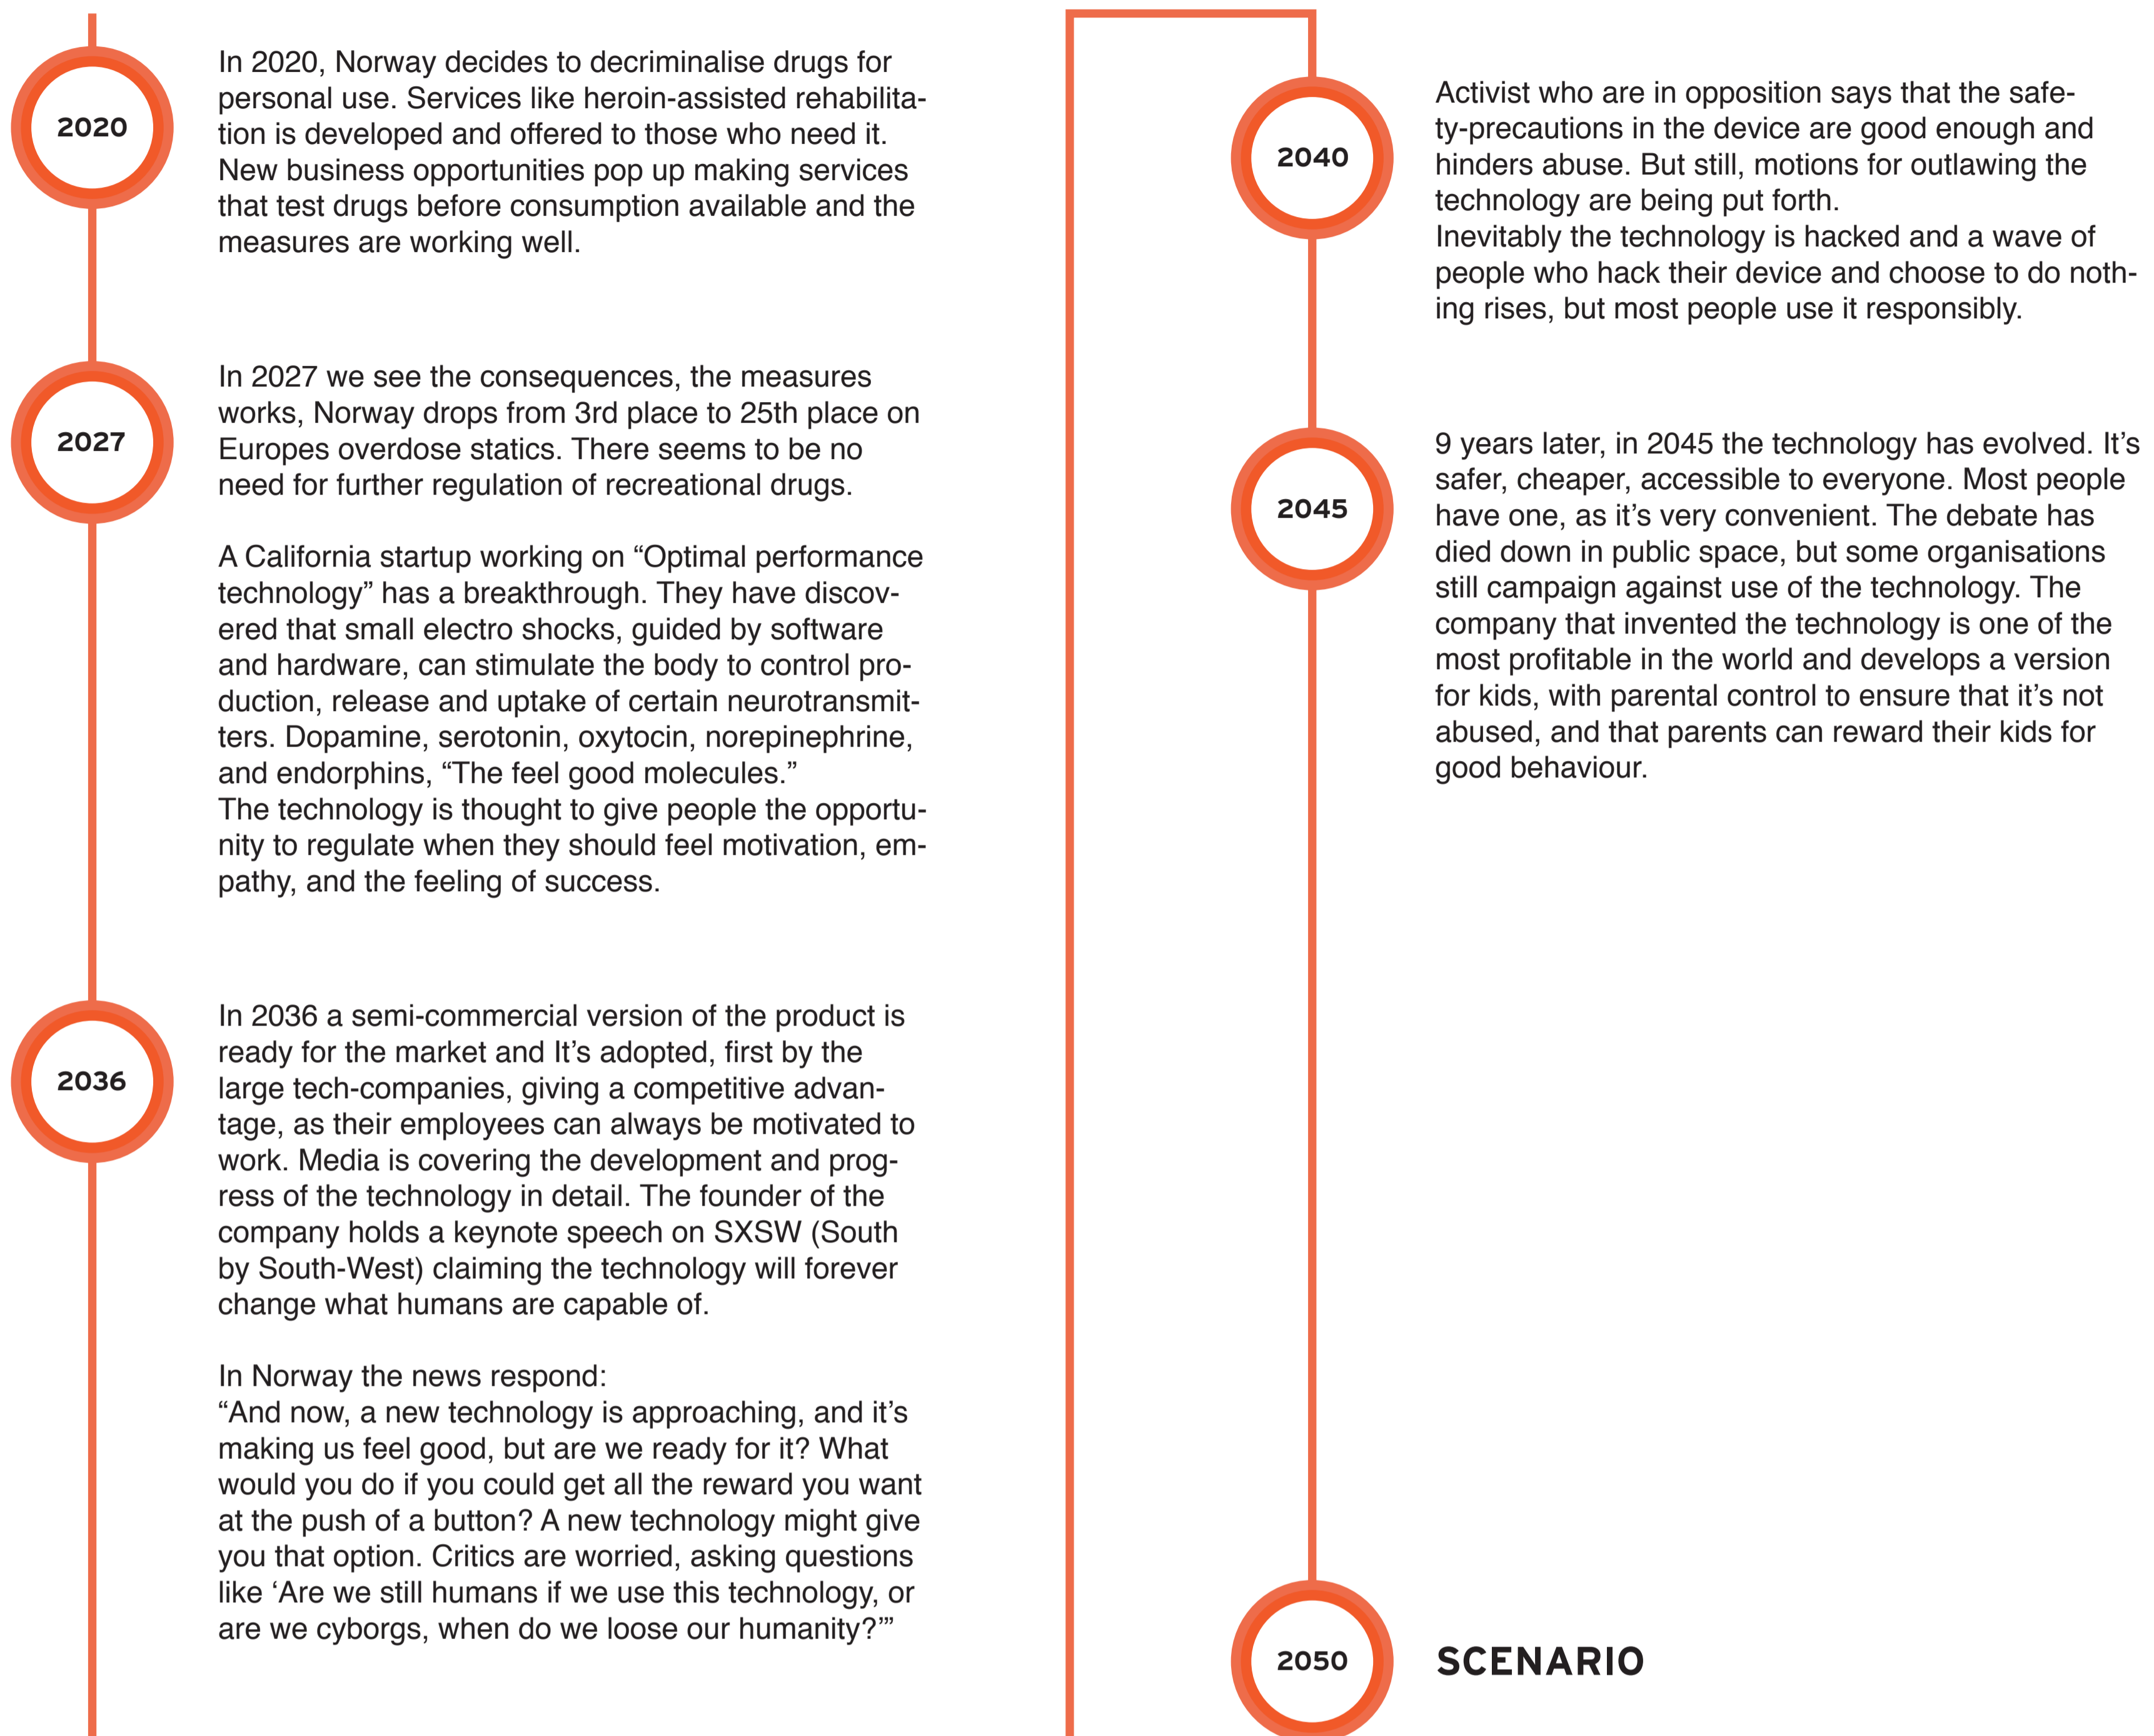 2020
In 2020, Norway decides to decriminalise drugs for
personal use. Services like heroin-assisted rehabilita-
tion is developed and offered to those who need it.
New business opportunities pop up making services
that test drugs before consumption available and the
measures are working well.
2027
In 2027 we see the consequences, the measures
works, Norway drops from 3rd place to 25th place on
Europes overdose statics. There seems to be no
need for further regulation of recreational drugs.
A California startup working on “Optimal performance
technology” has a breakthrough. They have discov-
ered that small electro shocks, guided by software
and hardware, can stimulate the body to control pro-
duction, release and uptake of certain neurotransmit-
ters. Dopamine, serotonin, oxytocin, norepinephrine,
and endorphins, “The feel good molecules.”
The technology is thought to give people the opportu-
nity to regulate when they should feel motivation, em-
pathy, and the feeling of success.
2036
In 2036 a semi-commercial version of the product is
ready for the market and It’s adopted, first by the
large tech-companies, giving a competitive advan-
tage, as their employees can always be motivated to
work. Media is covering the development and prog-
ress of the technology in detail. The founder of the
company holds a keynote speech on SXSW (South
by South-West) claiming the technology will forever
change what humans are capable of.
In Norway the news respond:
“And now, a new technology is approaching, and it’s
making us feel good, but are we ready for it? What
would you do if you could get all the reward you want
at the push of a button? A new technology might give
you that option. Critics are worried, asking questions
like ‘Are we still humans if we use this technology, or
are we cyborgs, when do we loose our humanity?’”
2040
Activist who are in opposition says that the safe-
ty-precautions in the device are good enough and
hinders abuse. But still, motions for outlawing the
technology are being put forth.
Inevitably the technology is hacked and a wave of
people who hack their device and choose to do noth-
ing rises, but most people use it responsibly.
2045
9 years later, in 2045 the technology has evolved. It’s
safer, cheaper, accessible to everyone. Most people
have one, as it’s very convenient. The debate has
died down in public space, but some organisations
still campaign against use of the technology. The
company that invented the technology is one of the
most profitable in the world and develops a version
for kids, with parental control to ensure that it’s not
abused, and that parents can reward their kids for
good behaviour.
2050
SCENARIO